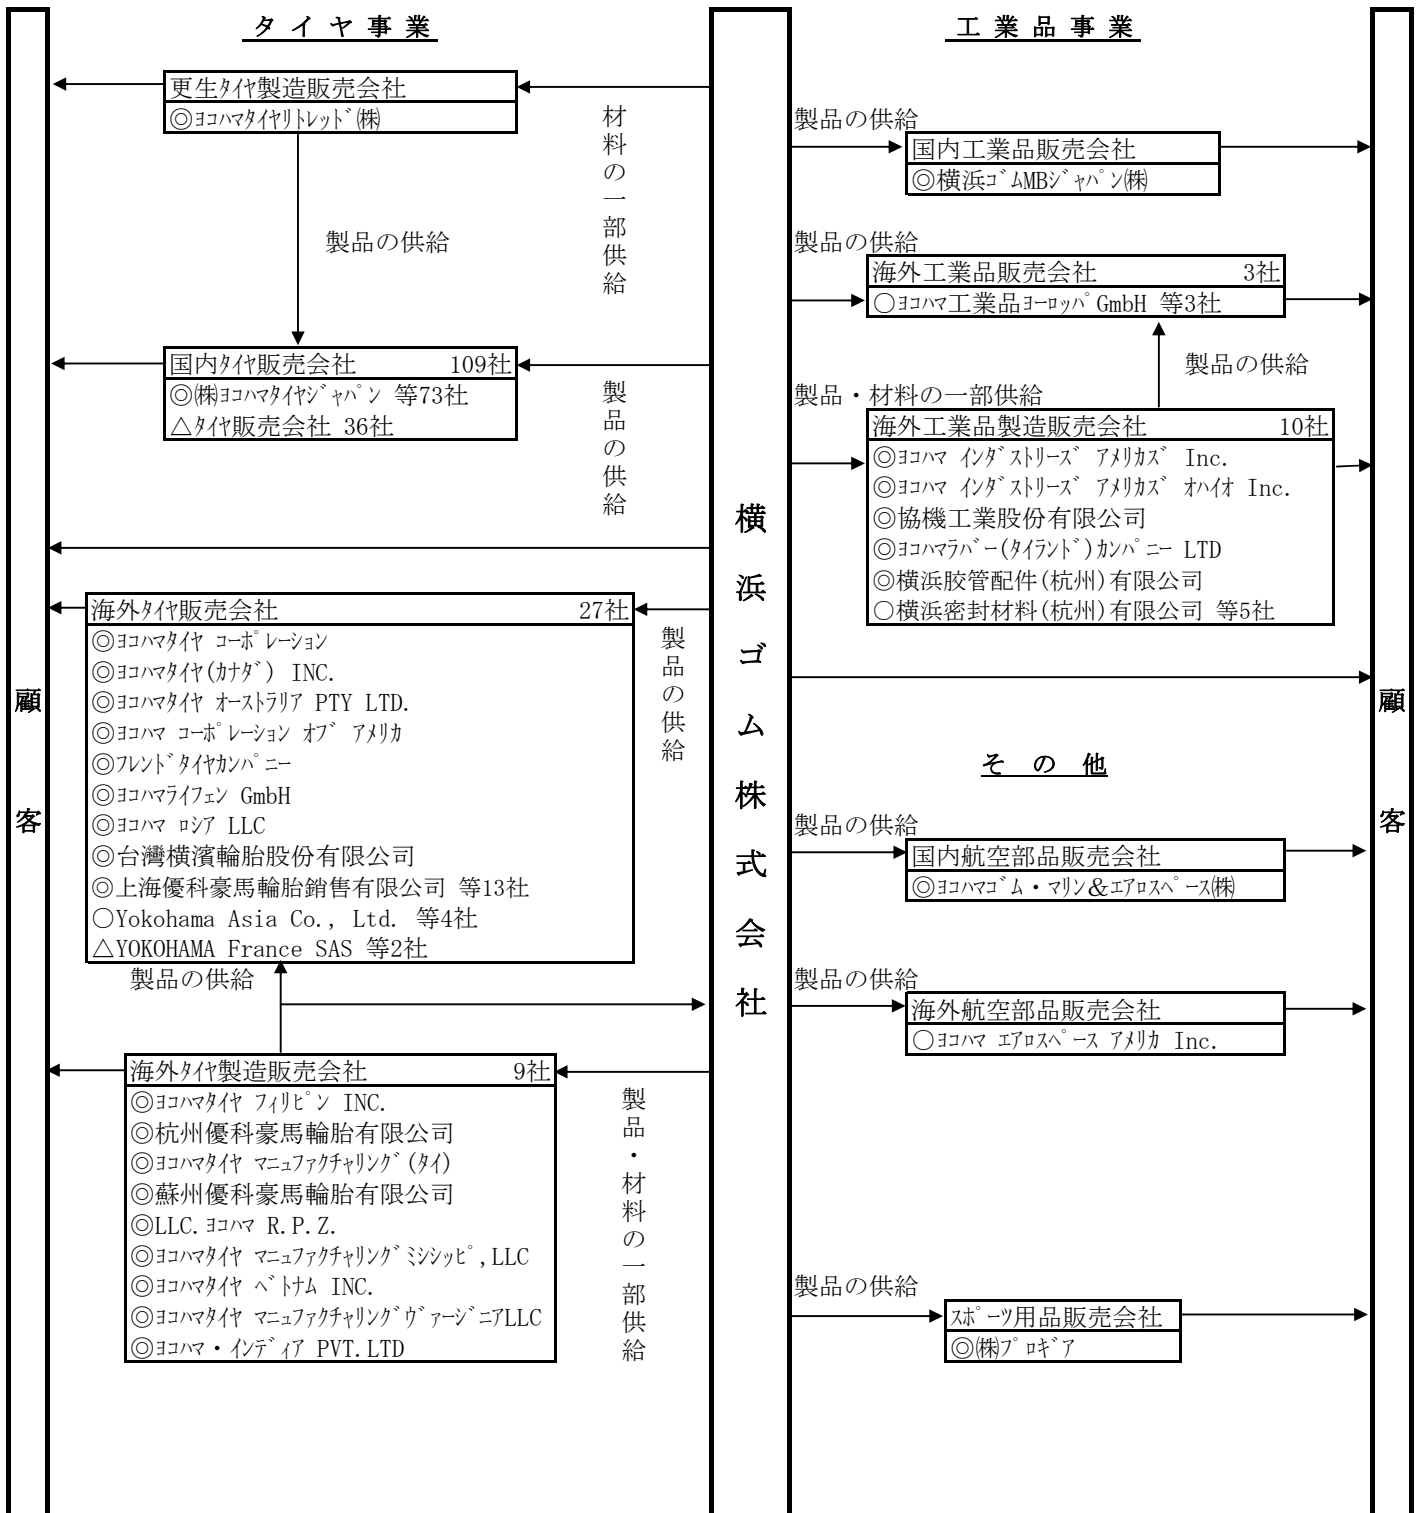 タイヤ事業
更生ﾀｲﾔ製造販売会社
◎ﾖｺﾊﾏﾀｲﾔﾘﾄﾚｯﾄﾞ㈱
材料の一部供給
製品の供給
国内ﾀｲﾔ販売会社 109社
◎㈱ﾖｺﾊﾏﾀｲﾔｼﾞｬﾊﾟﾝ 等73社
△ﾀｲﾔ販売会社 36社
製品の供給
海外ﾀｲﾔ販売会社 27社
◎ﾖｺﾊﾏﾀｲﾔ ｺｰﾎﾟﾚｰｼｮﾝ
◎ﾖｺﾊﾏﾀｲﾔ(ｶﾅﾀﾞ) INC.
◎ﾖｺﾊﾏﾀｲﾔ ｵｰｽﾄﾗﾘｱ PTY LTD.
◎ﾖｺﾊﾏ ｺｰﾎﾟﾚｰｼｮﾝ ｵﾌﾞ ｱﾒﾘｶ
◎ﾌﾚﾝﾄﾞﾀｲﾔｶﾝﾊﾟﾆｰ
◎ﾖｺﾊﾏﾗｲﾌｪﾝ GmbH
◎ﾖｺﾊﾏ ﾛｼｱ LLC
◎台灣横濱輪胎股份有限公司
◎上海優科豪馬輪胎銷售有限公司 等13社
○Yokohama Asia Co., Ltd. 等4社
△YOKOHAMA France SAS 等2社
製品の供給
製品の供給
海外ﾀｲﾔ製造販売会社 9社
◎ﾖｺﾊﾏﾀｲﾔ ﾌｨﾘﾋﾟﾝ INC.
◎杭州優科豪馬輪胎有限公司
◎ﾖｺﾊﾏﾀｲﾔ ﾏﾆｭﾌｧｸﾁｬﾘﾝｸﾞ(ﾀｲ)
◎蘇州優科豪馬輪胎有限公司
◎LLC.ﾖｺﾊﾏ R.P.Z.
◎ﾖｺﾊﾏﾀｲﾔ ﾏﾆｭﾌｧｸﾁｬﾘﾝｸﾞﾐｼｼｯﾋﾟ,LLC
◎ﾖｺﾊﾏﾀｲﾔ ﾍﾞﾄﾅﾑ INC.
◎ﾖｺﾊﾏﾀｲﾔ ﾏﾆｭﾌｧｸﾁｬﾘﾝｸﾞｳﾞｧｰｼﾞﾆｱLLC
◎ﾖｺﾊﾏ・ｲﾝﾃﾞｨｱ PVT.LTD
製品・材料の一部供給
顧客
横浜ゴム株式会社
工業品事業
製品の供給
国内工業品販売会社
◎横浜ｺﾞﾑMBｼﾞｬﾊﾟﾝ㈱
製品の供給
海外工業品販売会社 3社
○ﾖｺﾊﾏ工業品ﾖｰﾛｯﾊﾟGmbH 等3社
製品の供給
製品・材料の一部供給
海外工業品製造販売会社 10社
◎ﾖｺﾊﾏ ｲﾝﾀﾞｽﾄﾘｰｽﾞ ｱﾒﾘｶｽﾞ Inc.
◎ﾖｺﾊﾏ ｲﾝﾀﾞｽﾄﾘｰｽﾞ ｱﾒﾘｶｽﾞ ｵﾊｲｵ Inc.
◎協機工業股份有限公司
◎ﾖｺﾊﾏﾗﾊﾞｰ(ﾀｲﾗﾝﾄﾞ)ｶﾝﾊﾟﾆｰ LTD
◎横浜胶管配件(杭州)有限公司
○横浜密封材料(杭州)有限公司 等5社
その他
製品の供給
国内航空部品販売会社
◎ﾖｺﾊﾏｺﾞﾑ・ﾏﾘﾝ&ｴｱﾛｽﾍﾟｰｽ㈱
製品の供給
海外航空部品販売会社
○ﾖｺﾊﾏ ｴｱﾛｽﾍﾟｰｽ ｱﾒﾘｶ Inc.
製品の供給
ｽﾎﾟｰﾂ用品販売会社
◎㈱ﾌﾟﾛｷﾞｱ
顧客